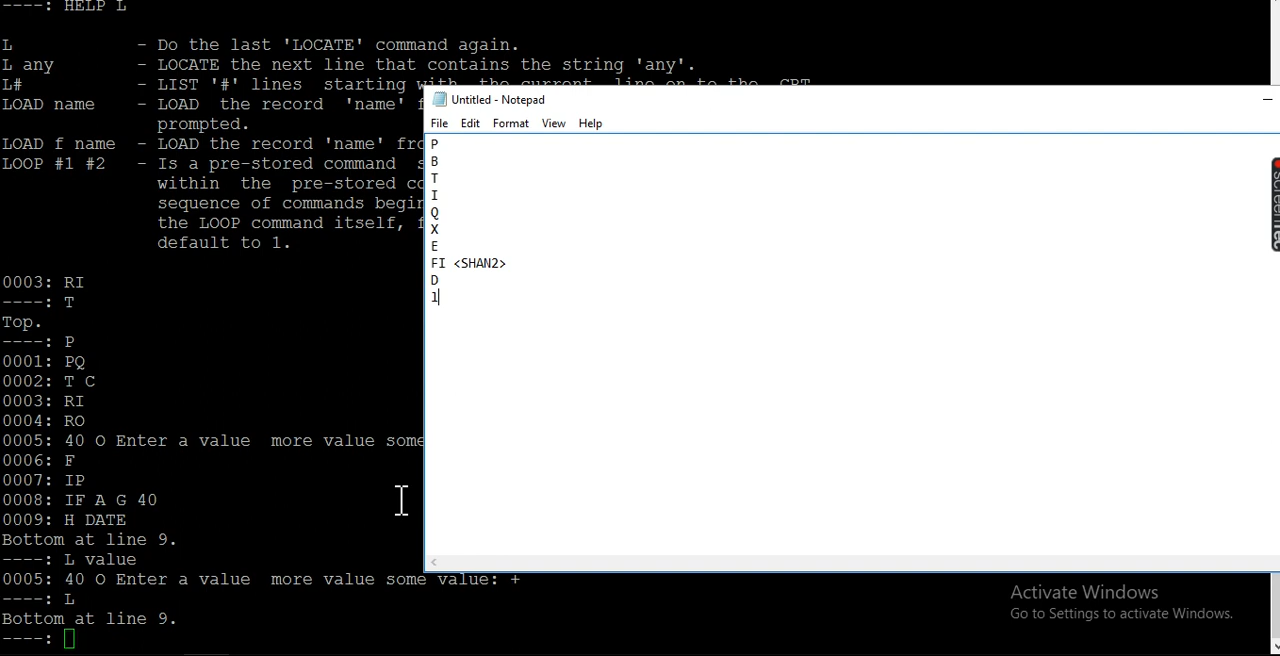 ----: HELP L
L - Do the last 'LOCATE' command again.
L any - LOCATE the next line that contains the string 'any'.
L# - LIST '#' lines starting with the current line on to the CRT
LOAD name - LOAD the record 'name' f
prompted.
LOAD f name - LOAD the record 'name' fro
LOOP #1 #2 - Is a pre-stored command s
within the pre-stored co
sequence of commands begin
the LOOP command itself, f
default to 1.
0003: RI
----: T
Top.
----: P
0001: PQ
0002: T C
0003: RI
0004: RO
0005: 40 O Enter a value  more value some
0006: F
0007: IP
0008: IF A G 40
0009: H DATE
Bottom at line 9.
----: L value
0005: 40 O Enter a value  more value some value: +
----: L
Bottom at line 9.
----:
Untitled - Notepad
File Edit Format View Help
P
B
T
I
Q
X
E
FI <SHAN2>
D
l
Activate Windows
Go to Settings to activate Windows.